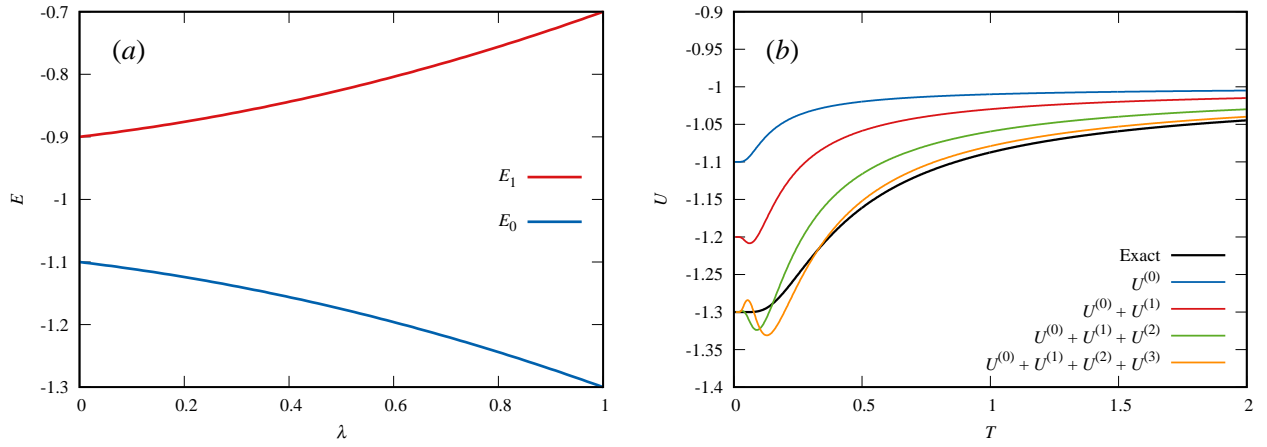 (a)
-0.7
-0.8
-0.9
-1
-1.1
-1.2
-1.3
E
E1
E0
0 0.2 0.4 0.6 0.8 1
λ
(b)
-0.9
-0.95
-1
-1.05
-1.1
-1.15
-1.2
-1.25
-1.3
-1.35
-1.4
U
Exact
U(0)
U(0) + U(1)
U(0) + U(1) + U(2)
U(0) + U(1) + U(2) + U(3)
0 0.5 1 1.5 2
T